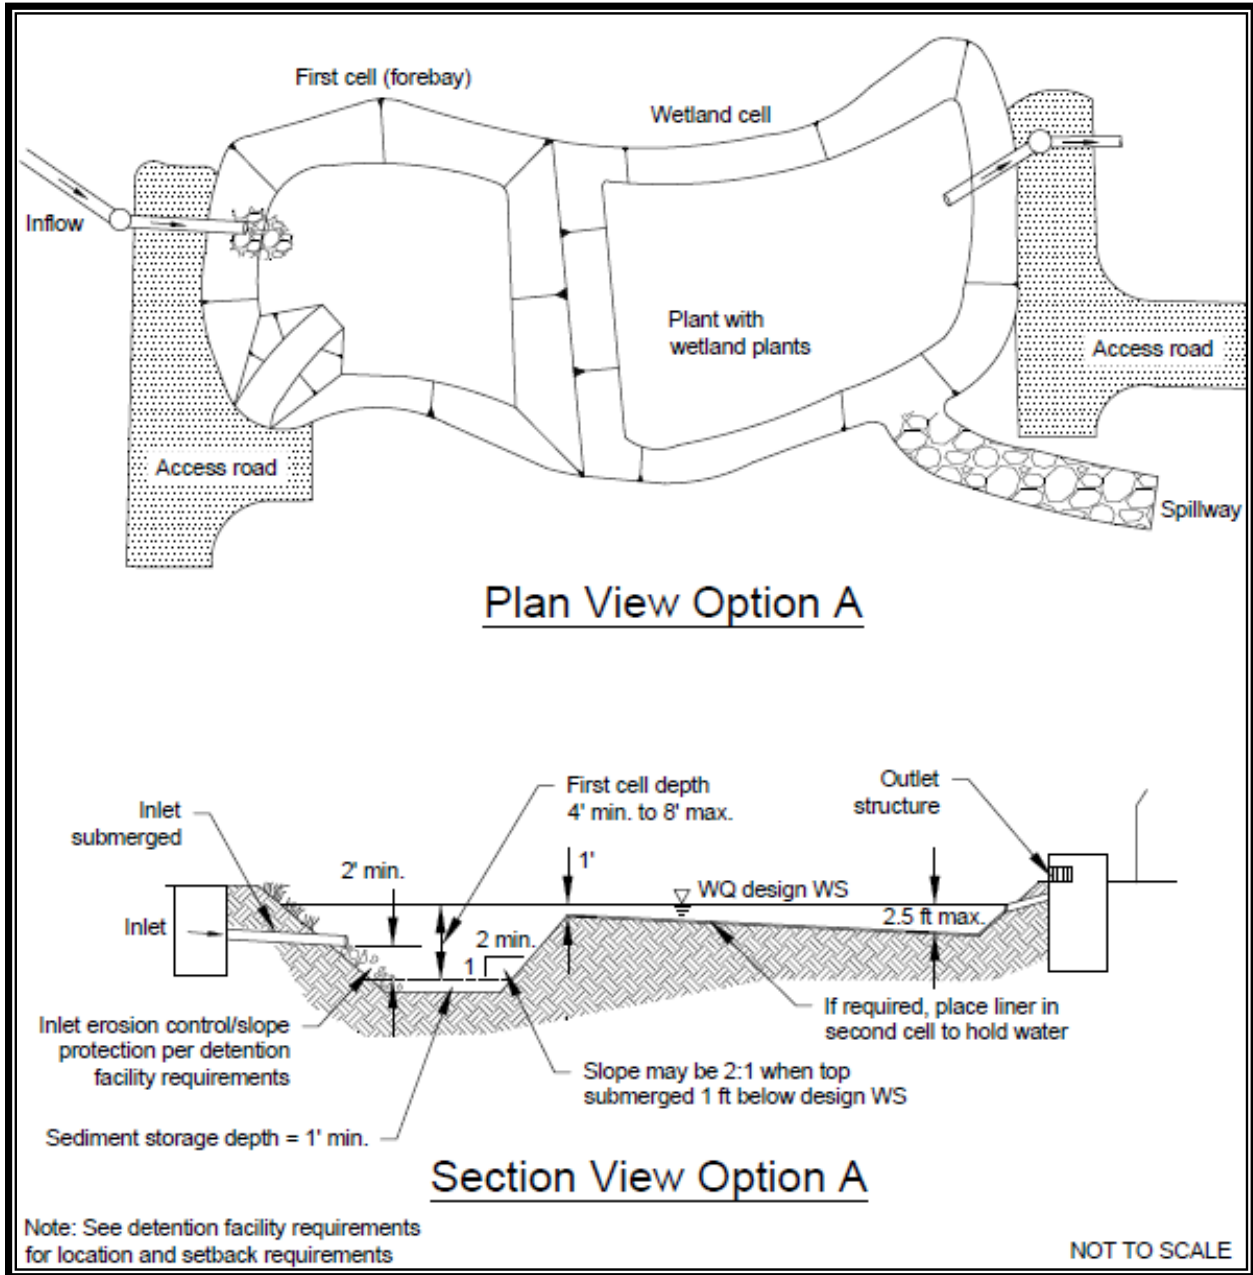 First cell (forebay)
Wetland cell
Inflow
Plant with
wetland plants
Access road
Access road
Spillway
Plan View Option A
First cell depth
4' min. to 8' max.
Outlet
structure
Inlet
submerged
2' min.
1'
WQ design WS
2.5 ft max.
Inlet
2 min.
1
If required, place liner in
second cell to hold water
Inlet erosion control/slope
protection per detention
facility requirements
Slope may be 2:1 when top
submerged 1 ft below design WS
Sediment storage depth = 1' min.
Section View Option A
Note: See detention facility requirements
for location and setback requirements
NOT TO SCALE